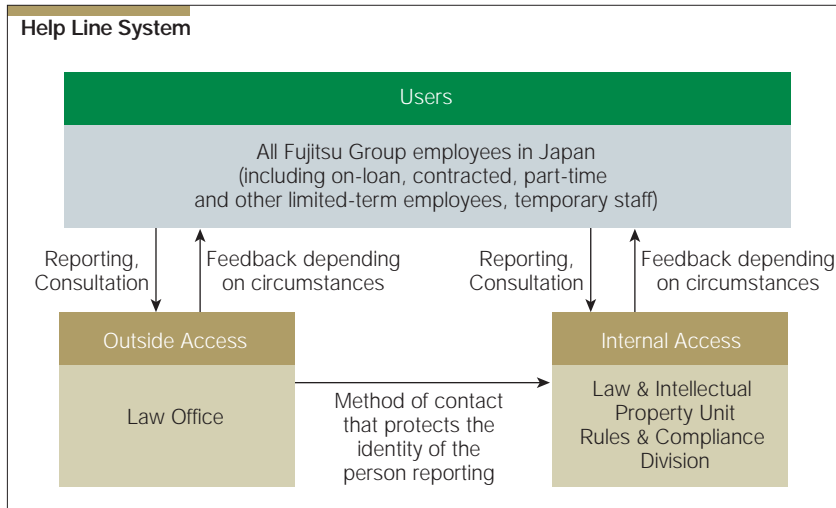 Help Line System
Users
All Fujitsu Group employees in Japan
(including on-loan, contracted, part-time
and other limited-term employees, temporary staff)
Reporting,
Consultation
Feedback depending
on circumstances
Reporting,
Consultation
Feedback depending
on circumstances
Outside Access
Law Office
Method of contact
that protects the
identity of the
person reporting
Internal Access
Law & Intellectual
Property Unit
Rules & Compliance
Division